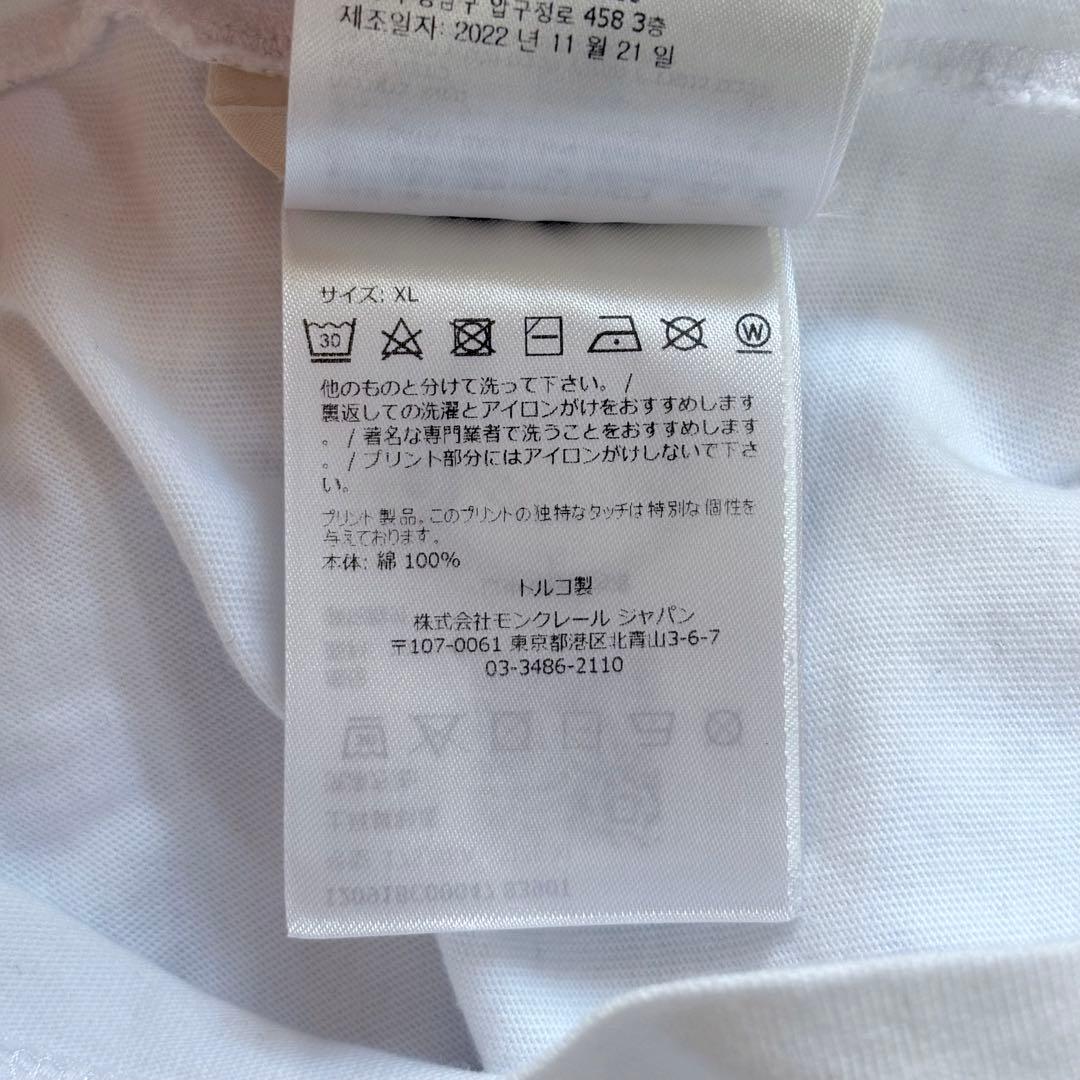 압구정로 458 3층
제조일자: 2022 년 11 월 21 일
サイズ: XL
30
W
他のものと分けて洗って下さい。 /
裏返しての洗濯とアイロンがけをおすすめします
。 / 著名な専門業者で洗うことをおすすめします
。 / プリント部分にはアイロンがけしないで下さ
い。
プリント製品。このプリントの独特なタッチは特別な個性を
与えております。
本体: 綿 100%
トルコ製
株式会社モンクレール ジャパン
〒107-0061 東京都港区北青山3-6-7
03-3486-2110